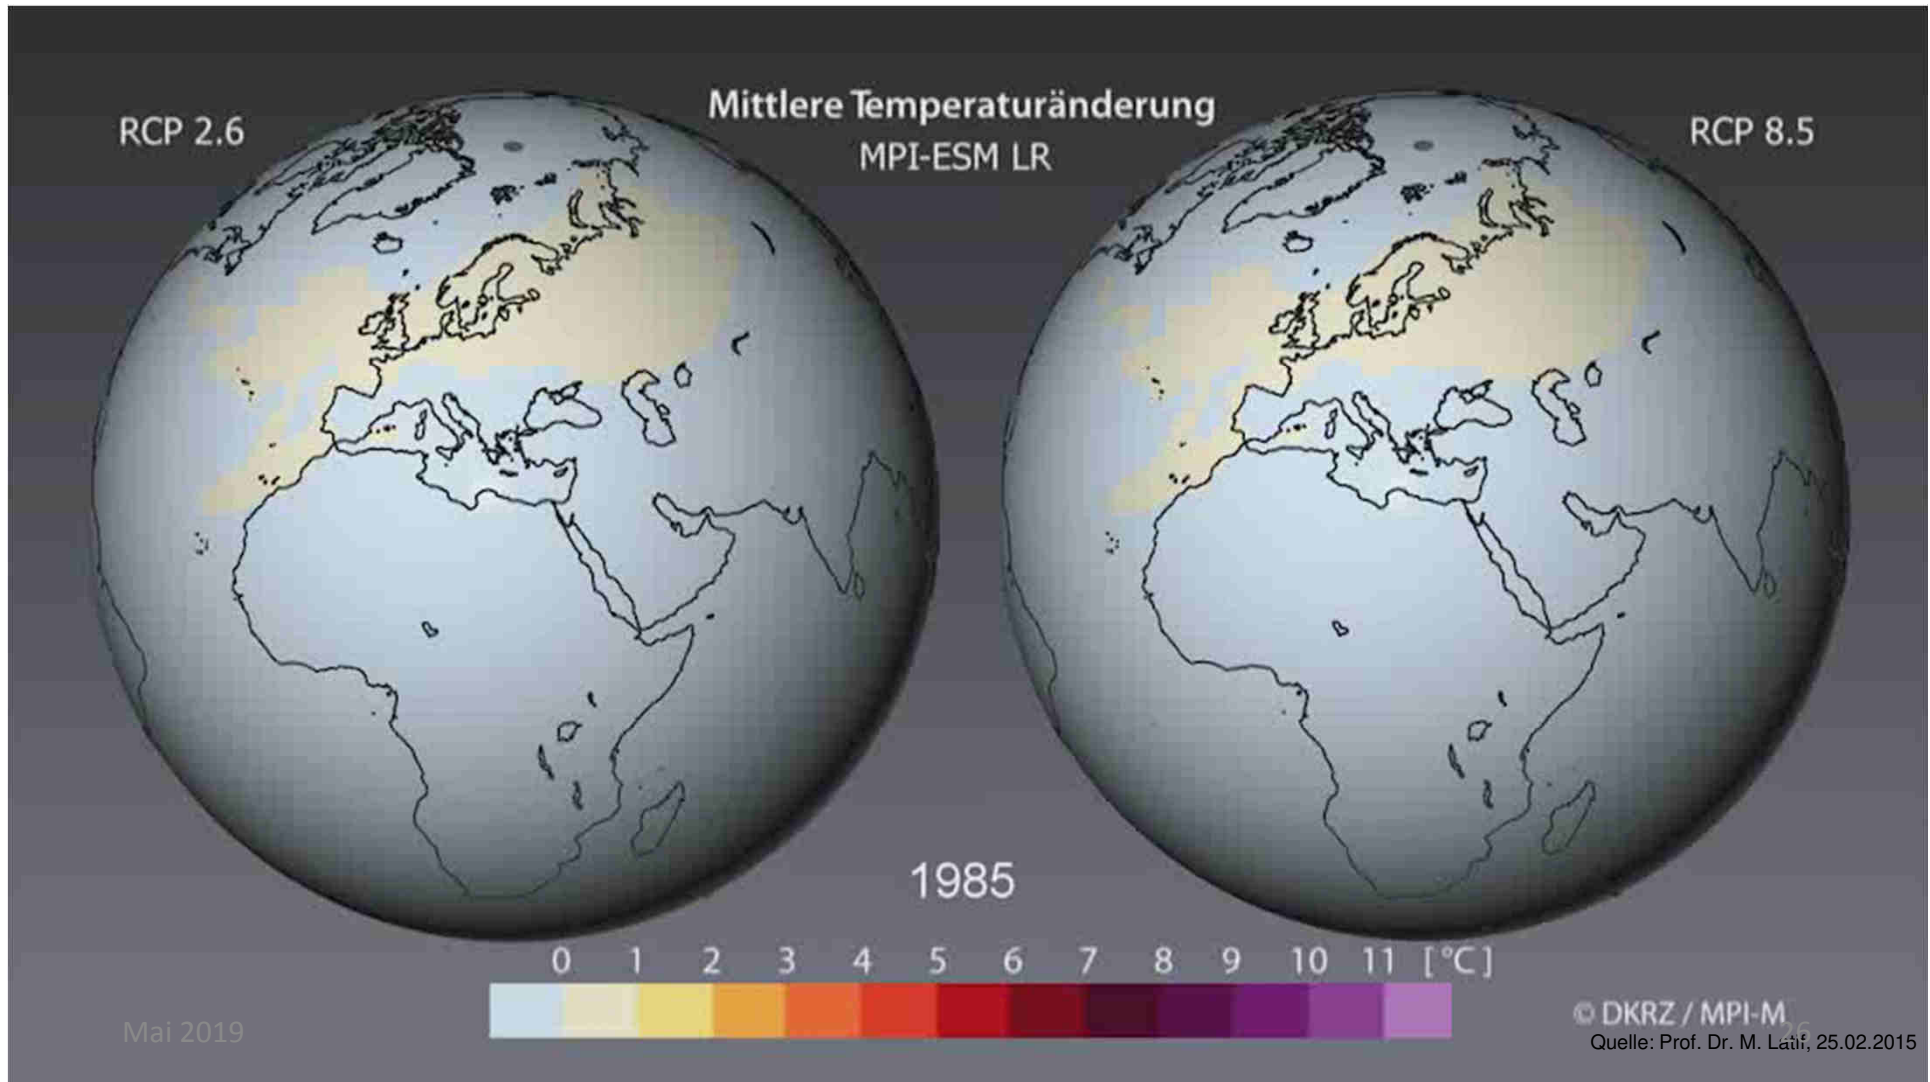 Mittlere Temperaturänderung
MPI-ESM LR
RCP 2.6
RCP 8.5
1985
0 1 2 3 4 5 6 7 8 9 10 11 [°C]
© DKRZ / MPI-M
Mai 2019
26
Quelle: Prof. Dr. M. Latif, 25.02.2015